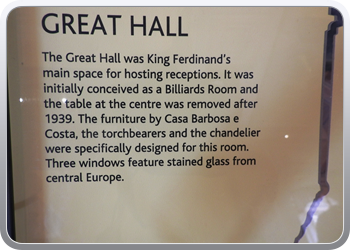 GREAT HALL
The Great Hall was King Ferdinand's
main space for hosting receptions. It was
initially conceived as a Billiards Room and
the table at the centre was removed after
1939. The furniture by Casa Barbosa e
Costa, the torchbearers and the chandelier
were specifically designed for this room.
Three windows feature stained glass from
central Europe.